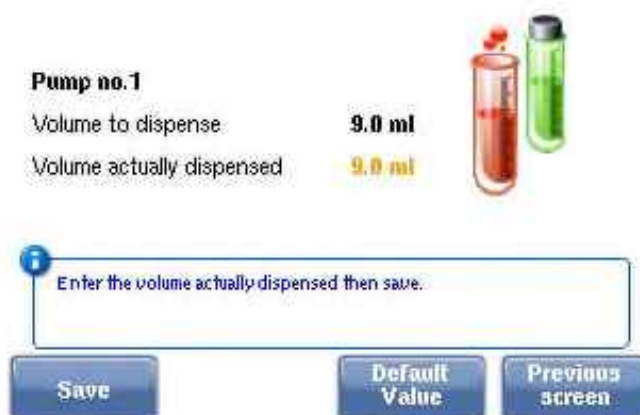 Pump no.1
Volume to dispense 9.0 ml
Volume actually dispensed 9.0 ml
Enter the volume actually dispensed then save.
Save
Default Value
Previous screen